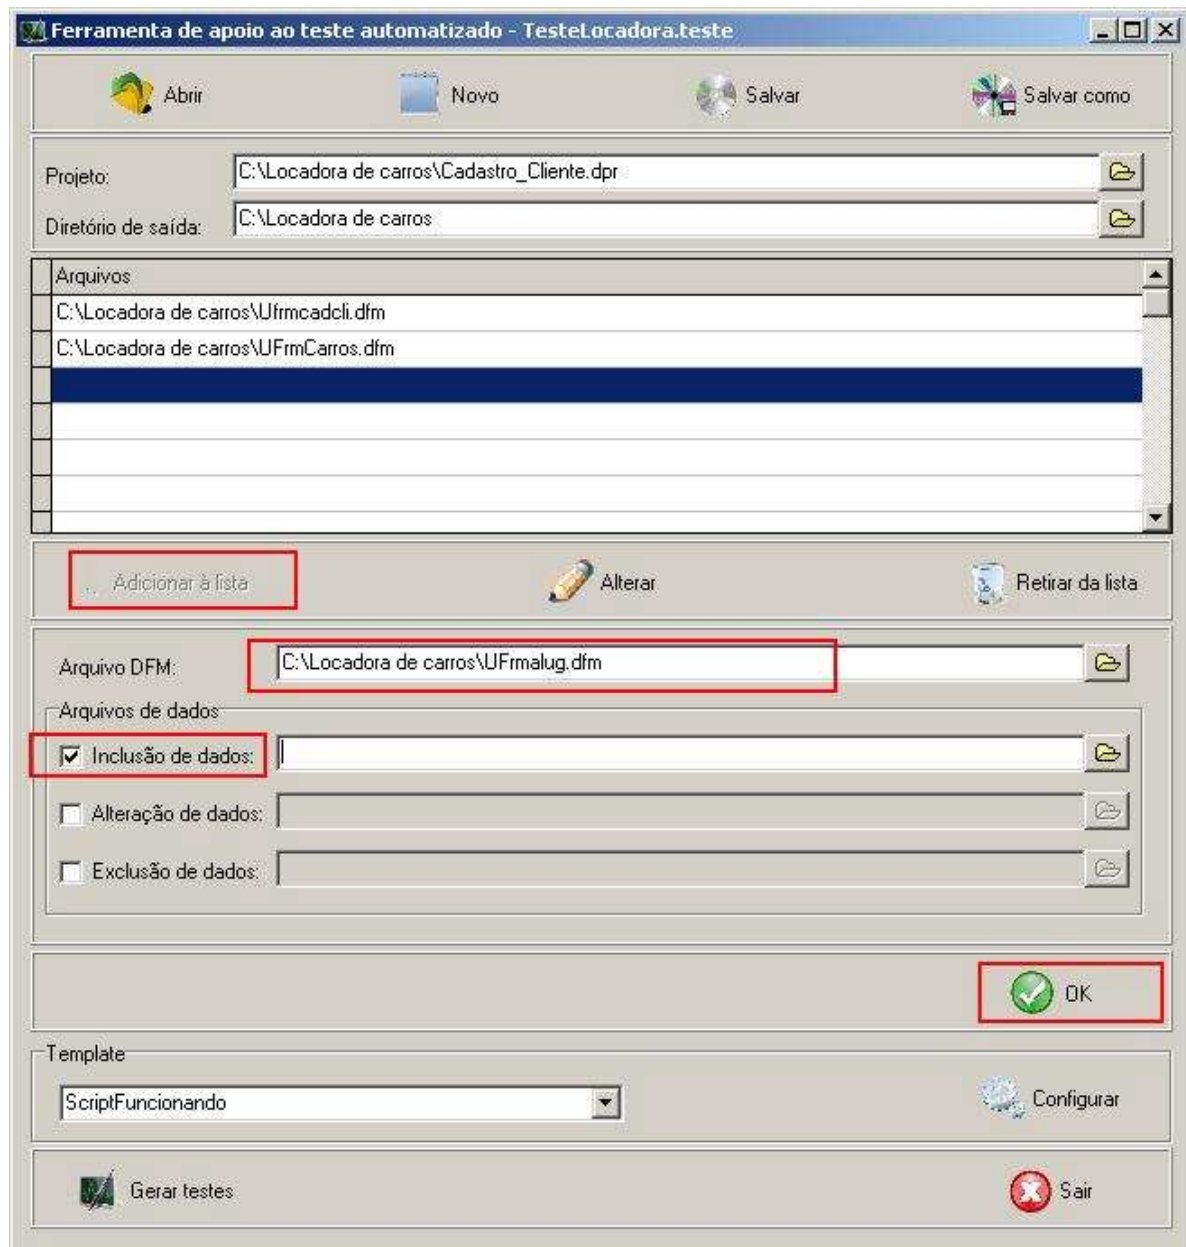 Ferramenta de apoio ao teste automatizado - TesteLocadora.teste
Abrir Novo Salvar Salvar como
Projeto: C:\Locadora de carros\Cadastro_Cliente.dpr
Diretório de saída: C:\Locadora de carros
Arquivos
C:\Locadora de carros\Ufrmcadcli.dfm
C:\Locadora de carros\UFrmCarros.dfm
Adicionar à lista Alterar Retirar da lista
Arquivo DFM: C:\Locadora de carros\UFrmalug.dfm
Arquivos de dados
Inclusão de dados:
Alteração de dados:
Exclusão de dados:
OK
Template
ScriptFuncionando Configurar
Gerar testes Sair